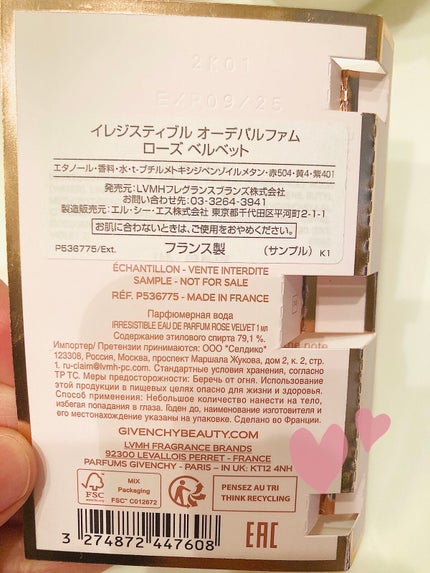 2K01
EXP09/25
イレジスティブル オーデパルファム
ローズ ベルベット
エタノール・香料・水・t-ブチルメトキシジベンゾイルメタン・赤504・黄4・紫401
発売元：LVMHフレグランスブランズ株式会社
お問い合わせ先：03-3264-3941
製造販売元：エル・シー・エス株式会社 東京都千代田区平河町2-1-1
お肌に合わないときは、ご使用をおやめください。
P536775/Ext. フランス製 (サンプル) K1
ÉCHANTILLON - VENTE INTERDITE
SAMPLE - NOT FOR SALE
RÉF. P536775 - MADE IN FRANCE
Парфюмерная вода
IRRESISTIBLE EAU DE PARFUM ROSE VELVET 1 мл
Содержание этилового спирта 79,1 %.
Импортер/ Претензии принимаются: ООО "Селдико"
123308, Россия, Москва, проспект Маршала Жукова, дом 2, к. 2, стр.
1. ru-claim@lvmh-pc.com. Стандартные условия хранения, согласно
ТР ТС. Меры предосторожности: Беречь от огня. Использование
этой продукции в пищевых целях опасно для жизни и здоровья.
Способ применения: Небольшое количество нанести на тело,
избегая попадания в глаза. Годен до, наименование изготовителя и
его местонахождение указаны на упаковке. Сделано во Франции.
GIVENCHYBEAUTY.COM
LVMH FRAGRANCE BRANDS
92300 LEVALLOIS PERRET - FRANCE
PARFUMS GIVENCHY - PARIS – IN UK: KT12 4NH
FSC
MIX
Packaging
FSC™ C012672
PENSEZ AU TRI
THINK RECYCLING
3 274872 447608
EAC